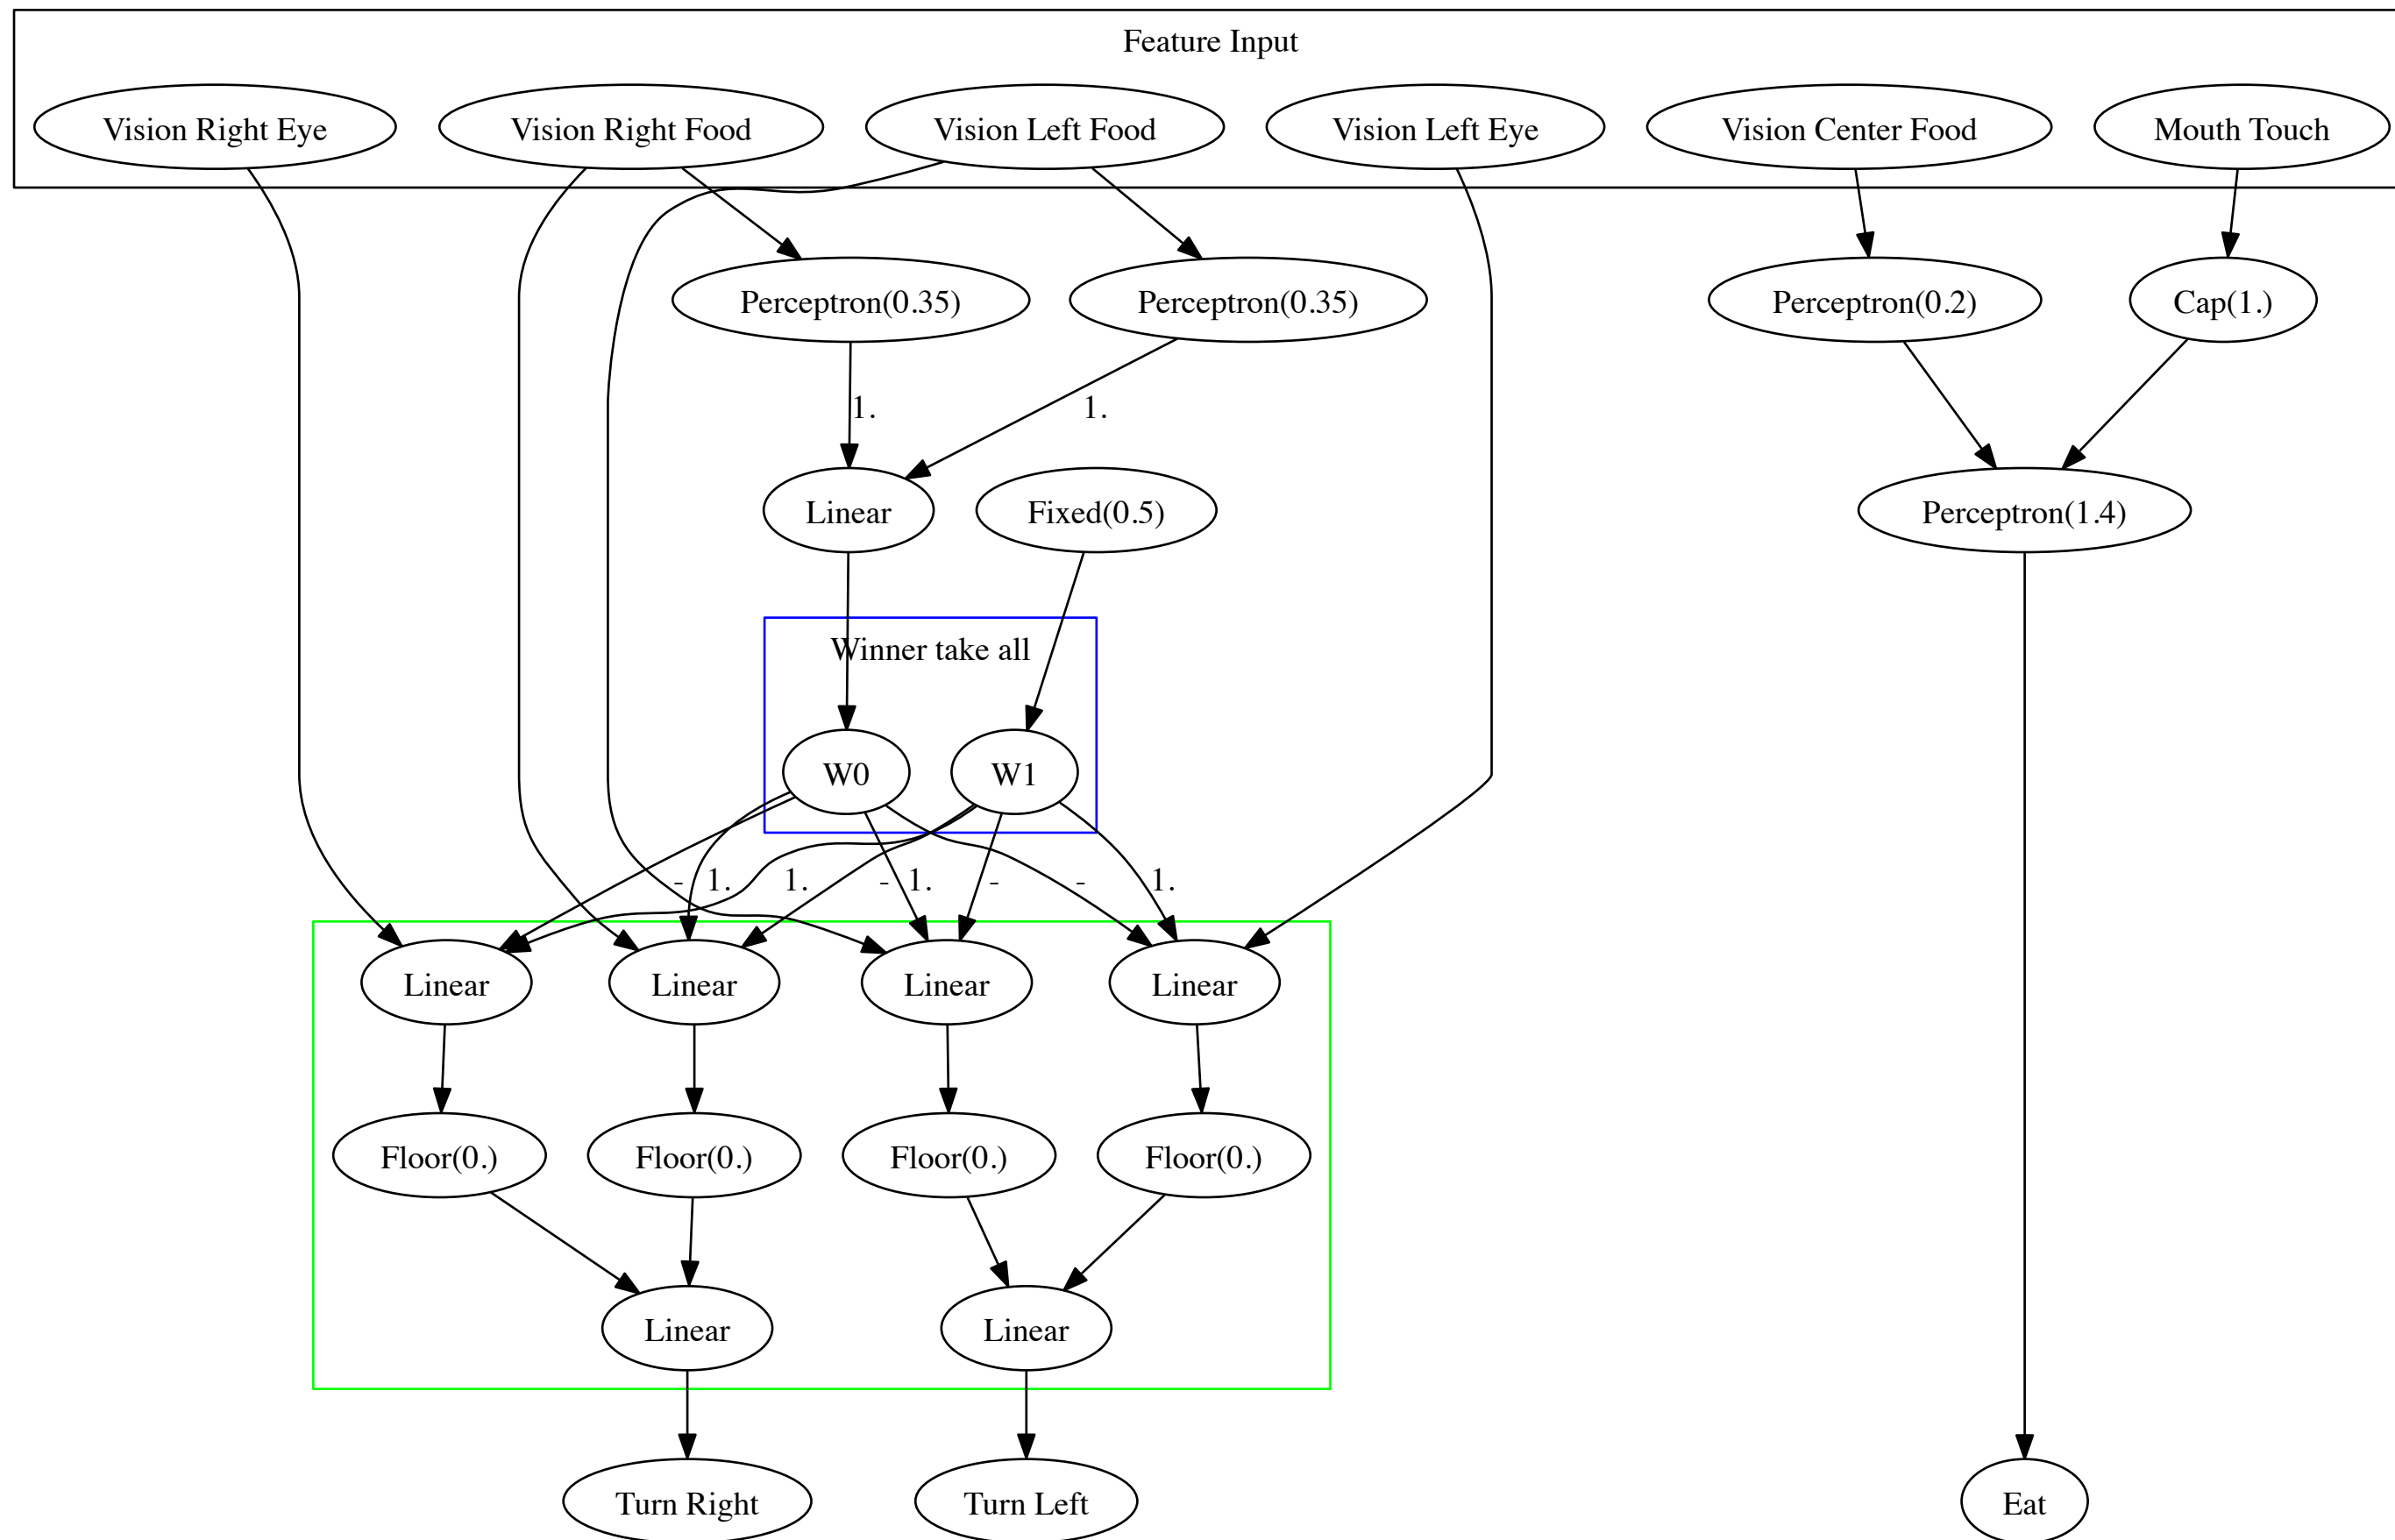 Feature Input
Vision Right Eye
Vision Right Food
Vision Left Food
Vision Left Eye
Vision Center Food
Mouth Touch
Perceptron(0.35)
Perceptron(0.35)
Perceptron(0.2)
Cap(1.)
1.
1.
Linear
Fixed(0.5)
Perceptron(1.4)
Winner take all
W0
W1
-
1.
1.
-
1.
-
-
1.
Linear
Linear
Linear
Linear
Floor(0.)
Floor(0.)
Floor(0.)
Floor(0.)
Linear
Linear
Turn Right
Turn Left
Eat